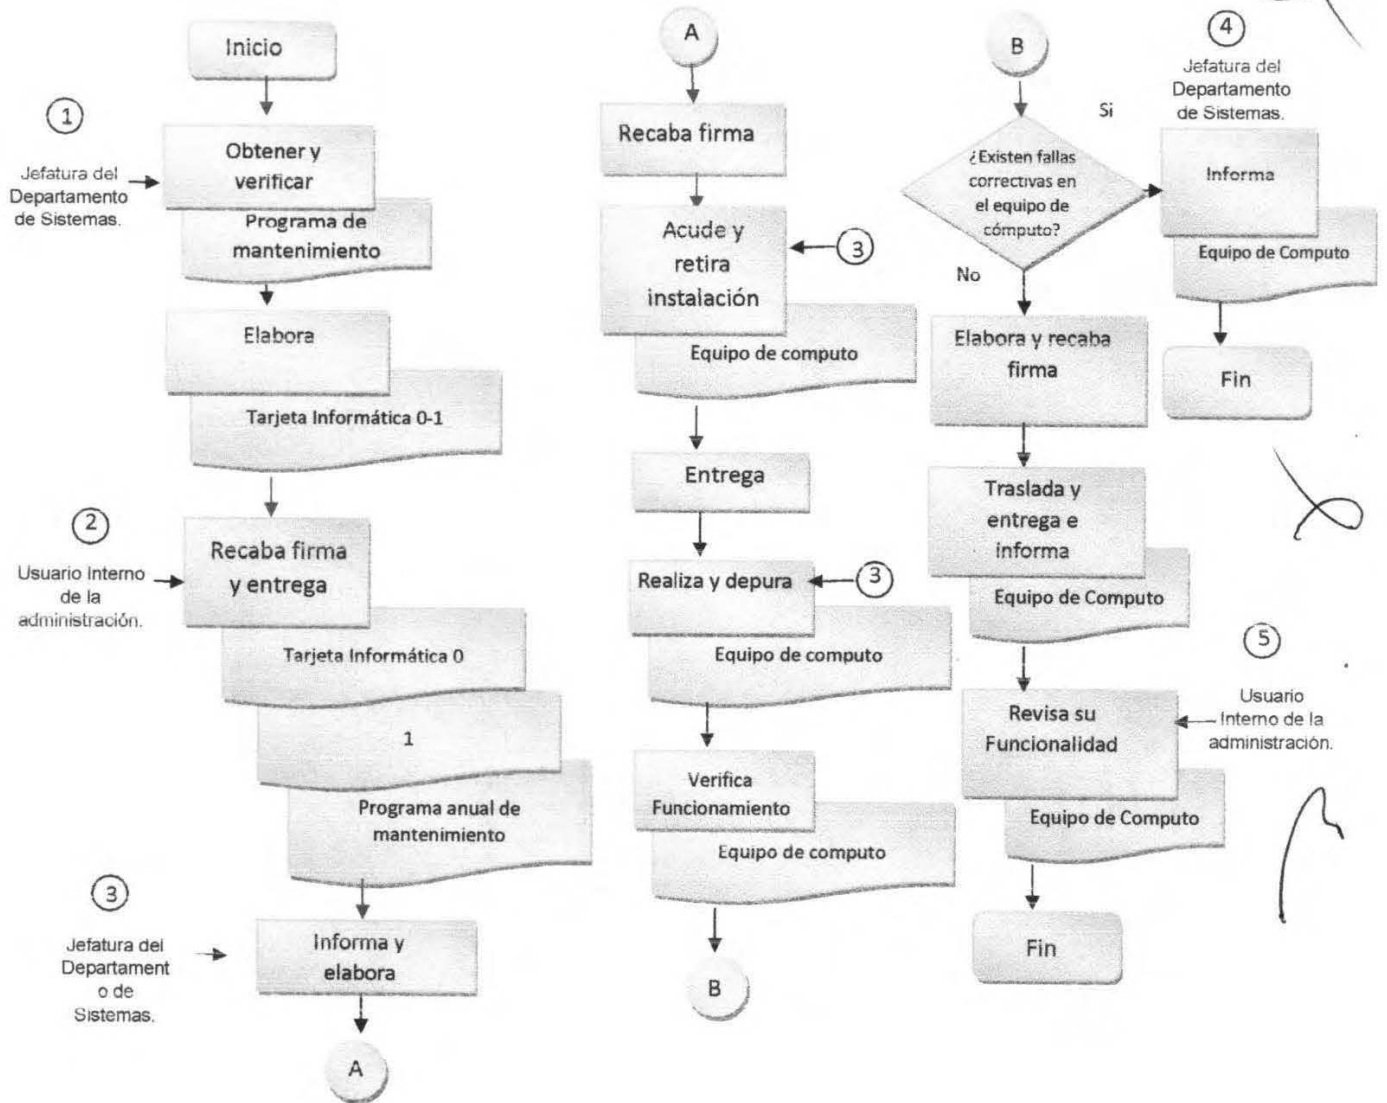 Inicio
1
Jefatura del
Departamento
de Sistemas.
Obtener y
verificar
Programa de
mantenimiento
Elabora
Tarjeta Informática 0-1
2
Usuario Interno
de la
administración.
Recaba firma
y entrega
Tarjeta Informática 0
1
Programa anual de
mantenimiento
3
Jefatura del
Departament
o de
Sistemas.
Informa y
elabora
A
A
Recaba firma
Acude y
retira
instalación
3
Equipo de computo
Entrega
Realiza y depura
3
Equipo de computo
Verifica
Funcionamiento
Equipo de computo
B
B
¿Existen fallas
correctivas en
el equipo de
cómputo?
Si
No
4
Jefatura del
Departamento
de Sistemas.
Informa
Equipo de Computo
Fin
Elabora y recaba
firma
Traslada y
entrega e
informa
Equipo de Computo
5
Usuario
Interno de la
administración.
Revisa su
Funcionalidad
Equipo de Computo
Fin